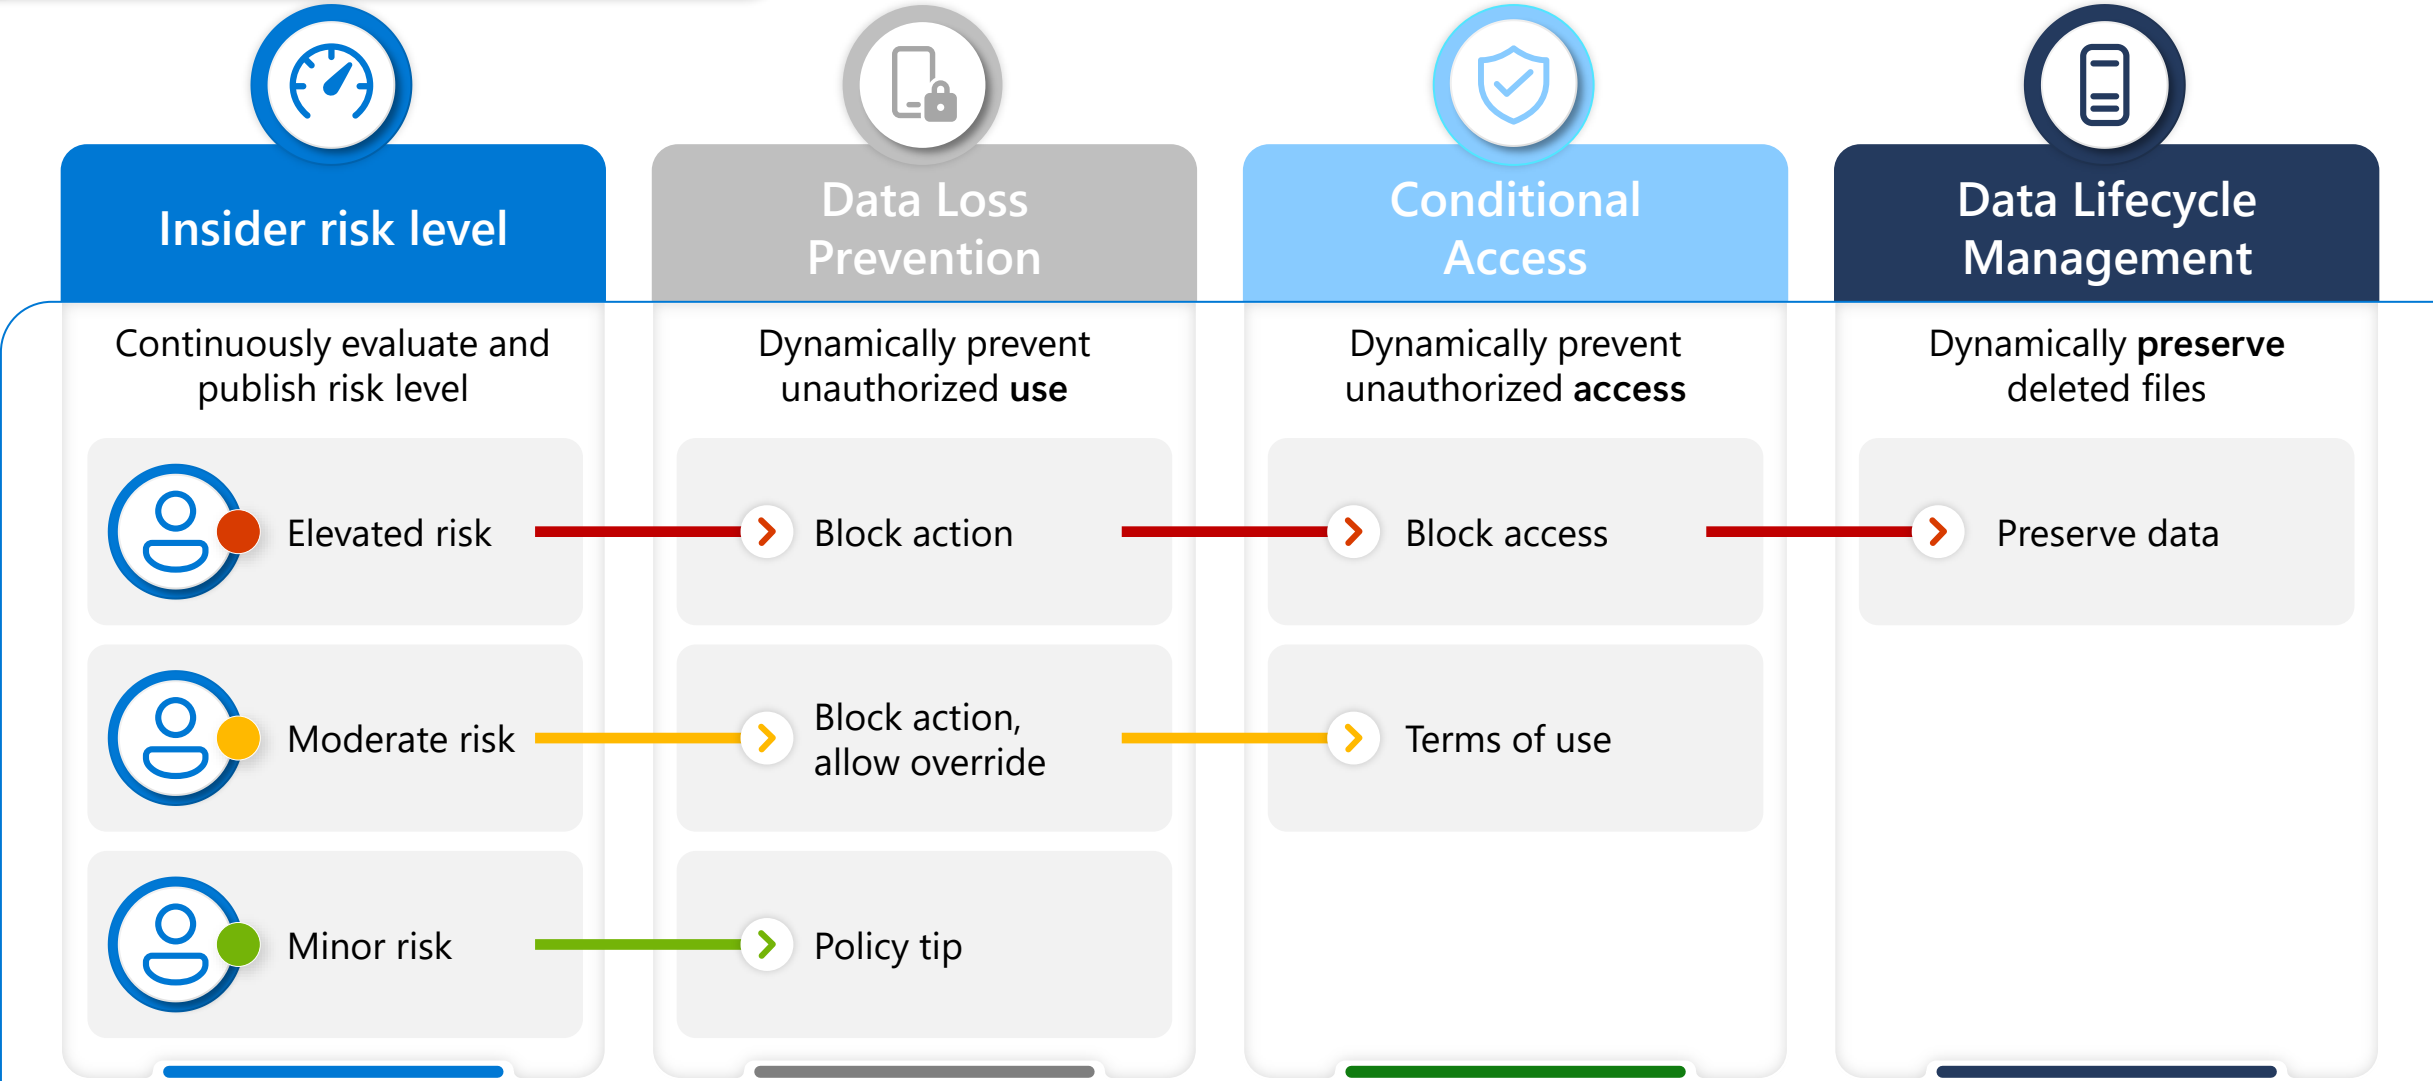 Insider risk level
Data Loss
Prevention
Conditional
Access
Data Lifecycle
Management
Continuously evaluate and
publish risk level
Dynamically prevent
unauthorized use
Dynamically prevent
unauthorized access
Dynamically preserve
deleted files
Elevated risk
Block action
Block access
Preserve data
Moderate risk
Block action,
allow override
Terms of use
Minor risk
Policy tip